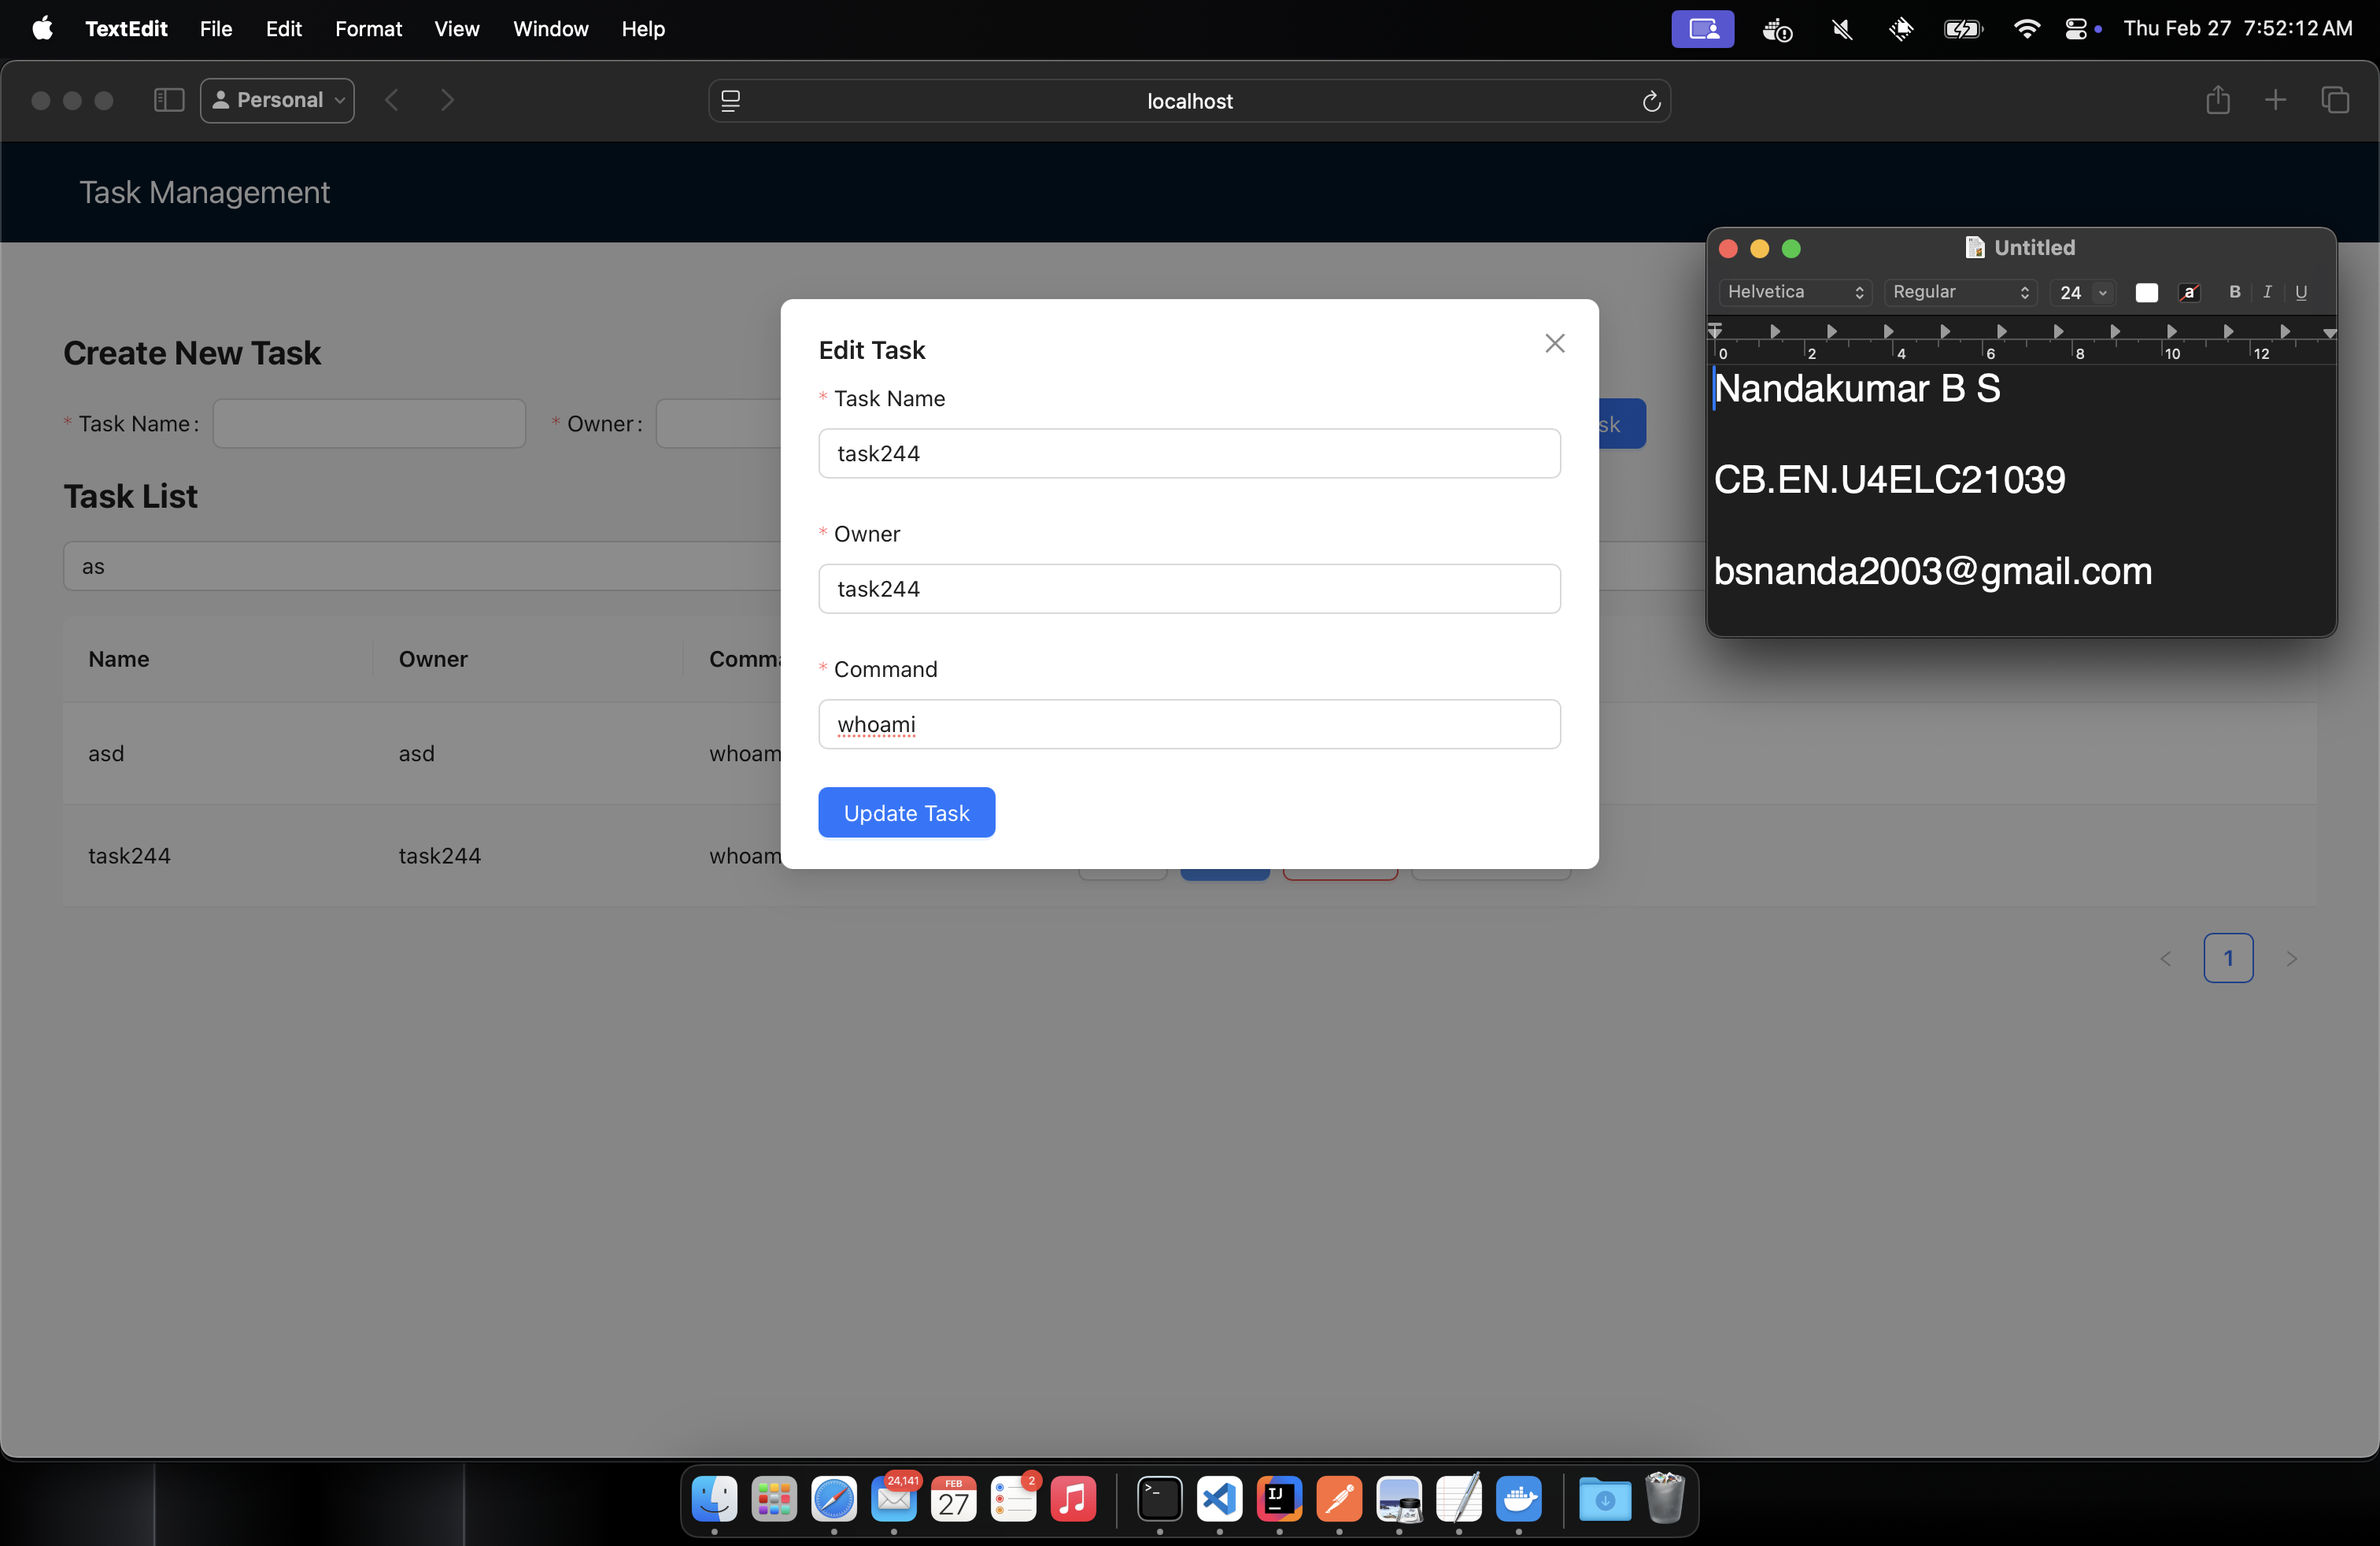 TextEdit File Edit Format View Window Help Thu Feb 27 7:52:12 AM
Personal localhost
Task Management
Untitled
Helvetica Regular 24 a B I U
0 2 4 6 8 10 12
Nandakumar B S
CB.EN.U4ELC21039
bsnanda2003@gmail.com
Create New Task
* Task Name : * Owner : sk
Task List
as
Name Owner Comma
asd asd whoam
task244 task244 whoam
Edit Task
* Task Name
task244
* Owner
task244
* Command
whoami
Update Task
1
24,141 FEB 27 2 IJ